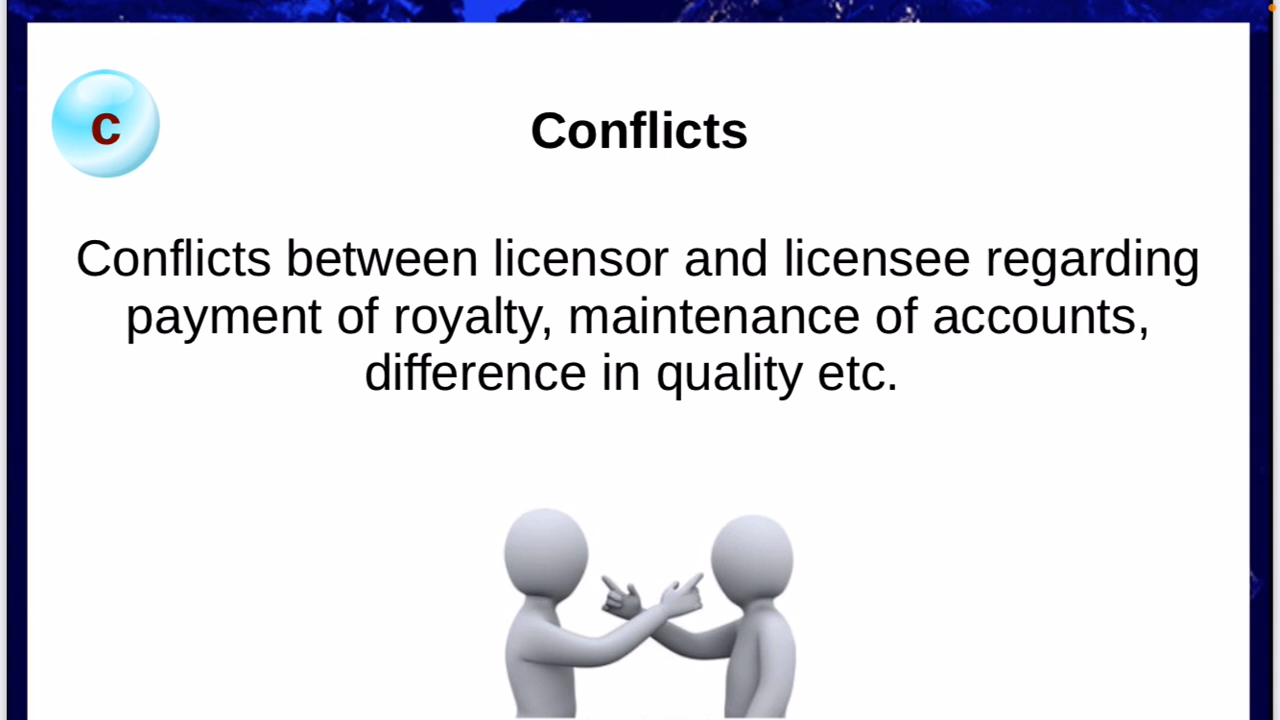 c
Conflicts
Conflicts between licensor and licensee regarding
payment of royalty, maintenance of accounts,
difference in quality etc.